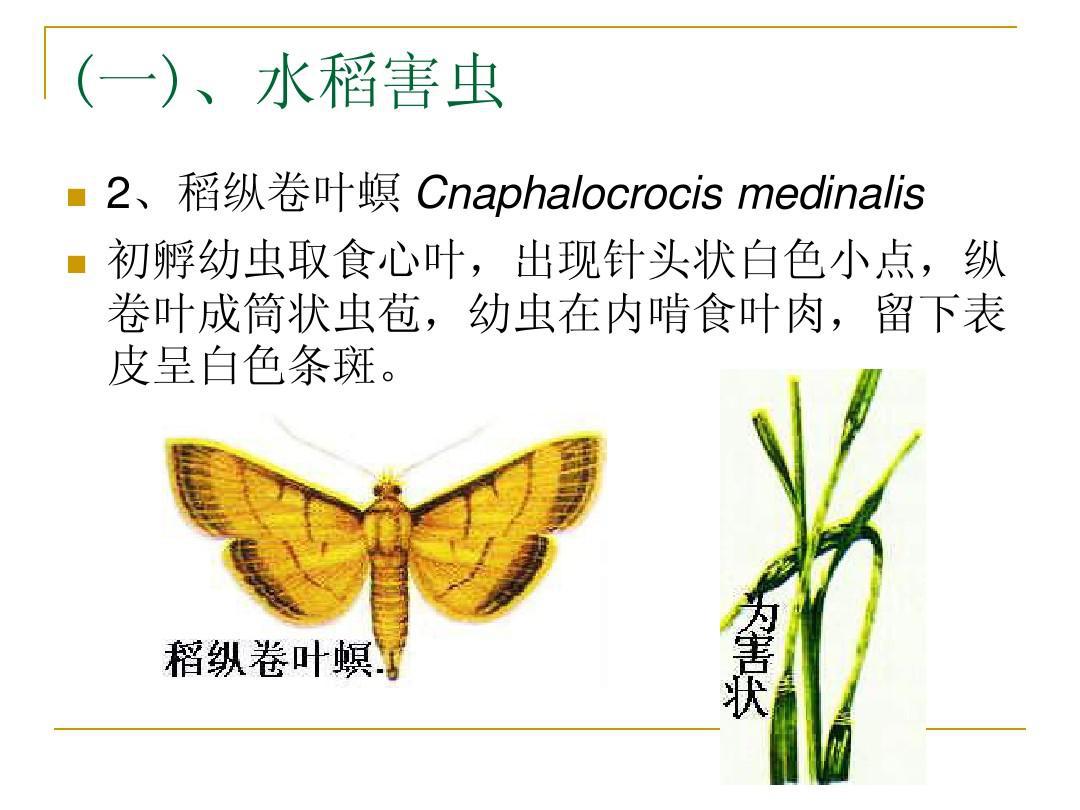 (一)、水稻害虫
2、稻纵卷叶螟 Cnaphalocrocis medinalis
初孵幼虫取食心叶，出现针头状白色小点，纵
卷叶成筒状虫苞，幼虫在内啃食叶肉，留下表
皮呈白色条斑。
稻纵卷叶螟.
为害状